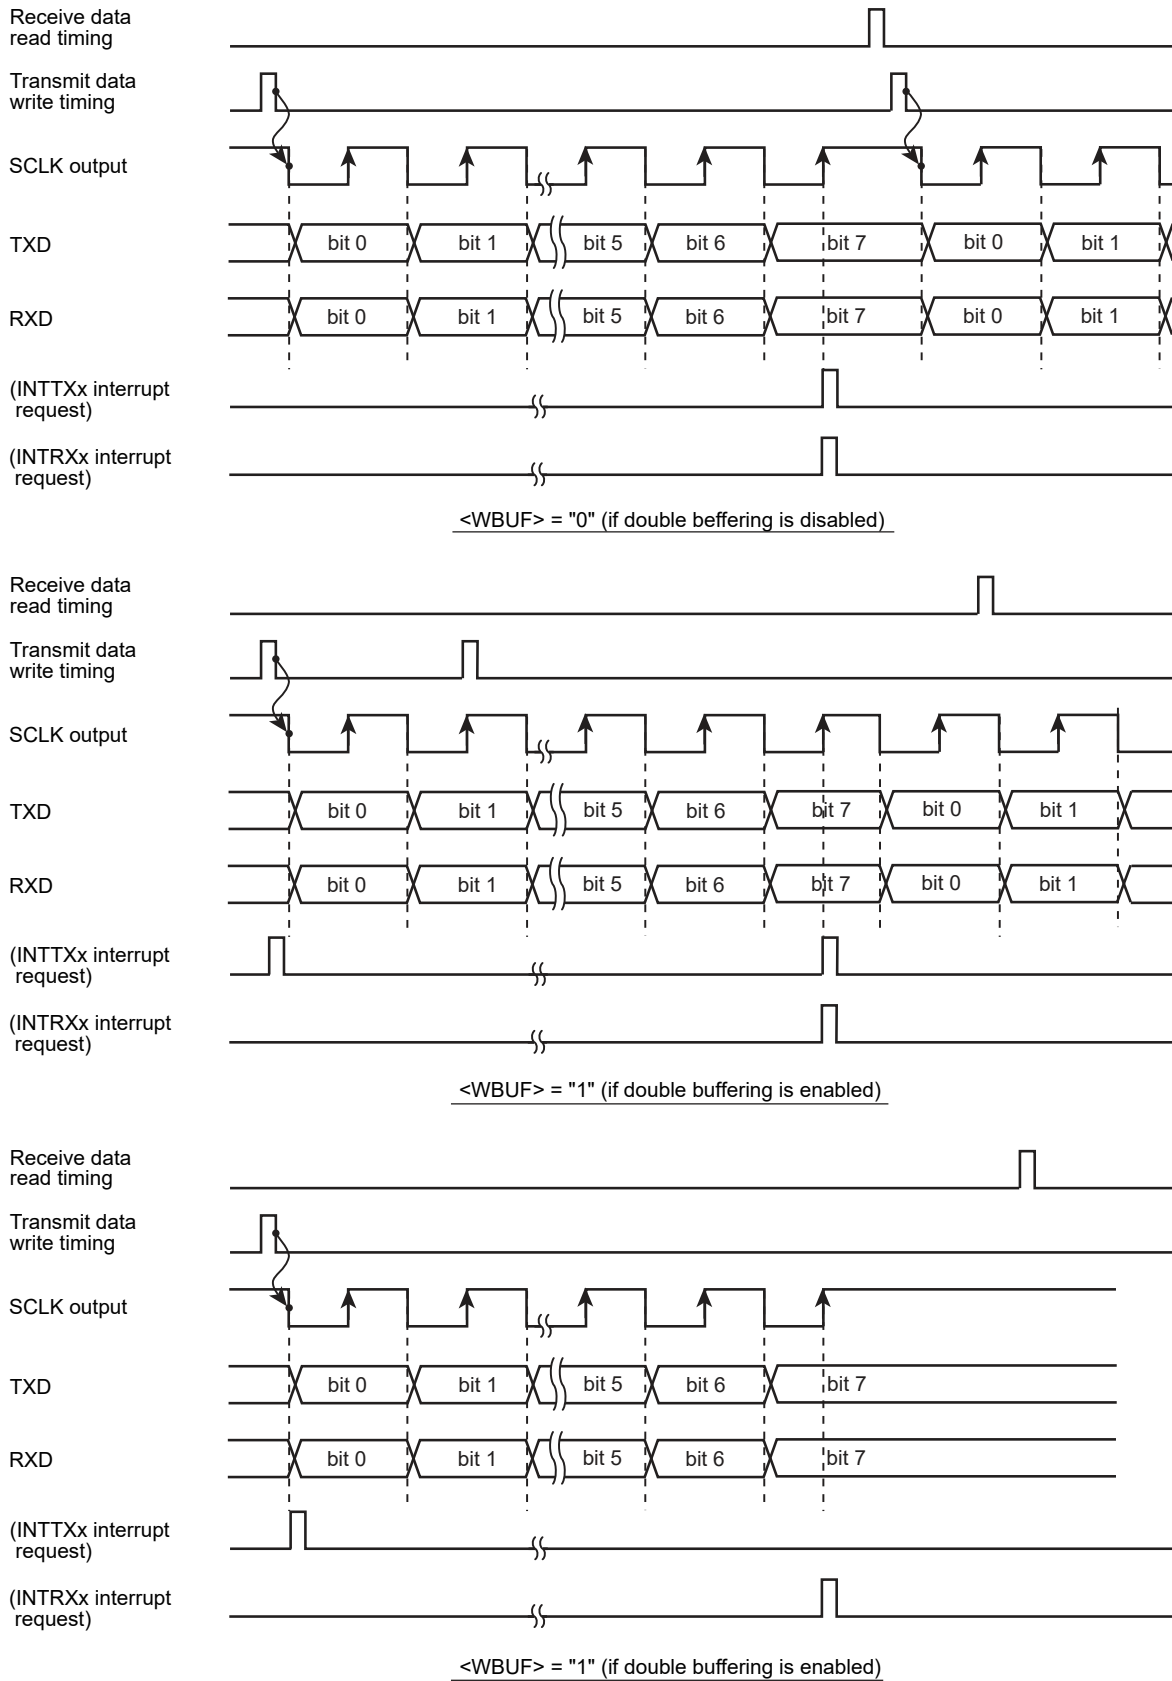 Receive data
read timing
Transmit data
write timing
SCLK output
TXD
bit 0 bit 1 bit 5 bit 6 bit 7 bit 0 bit 1
RXD
bit 0 bit 1 bit 5 bit 6 bit 7 bit 0 bit 1
(INTTXx interrupt
request)
(INTRXx interrupt
request)
<WBUF> = "0" (if double beffering is disabled)
Receive data
read timing
Transmit data
write timing
SCLK output
TXD
bit 0 bit 1 bit 5 bit 6 bit 7 bit 0 bit 1
RXD
bit 0 bit 1 bit 5 bit 6 bit 7 bit 0 bit 1
(INTTXx interrupt
request)
(INTRXx interrupt
request)
<WBUF> = "1" (if double buffering is enabled)
Receive data
read timing
Transmit data
write timing
SCLK output
TXD
bit 0 bit 1 bit 5 bit 6 bit 7
RXD
bit 0 bit 1 bit 5 bit 6 bit 7
(INTTXx interrupt
request)
(INTRXx interrupt
request)
<WBUF> = "1" (if double buffering is enabled)